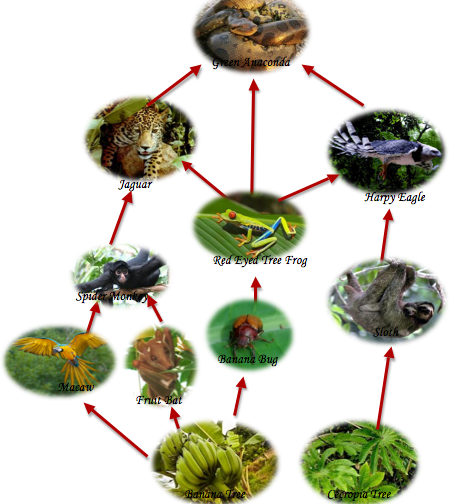 Green Anaconda
Jaguar
Harpy Eagle
Red Eyed Tree Frog
Spider Monkey
Sloth
Banana Bug
Macaw
Fruit Bat
Banana Tree
Cecropia Tree